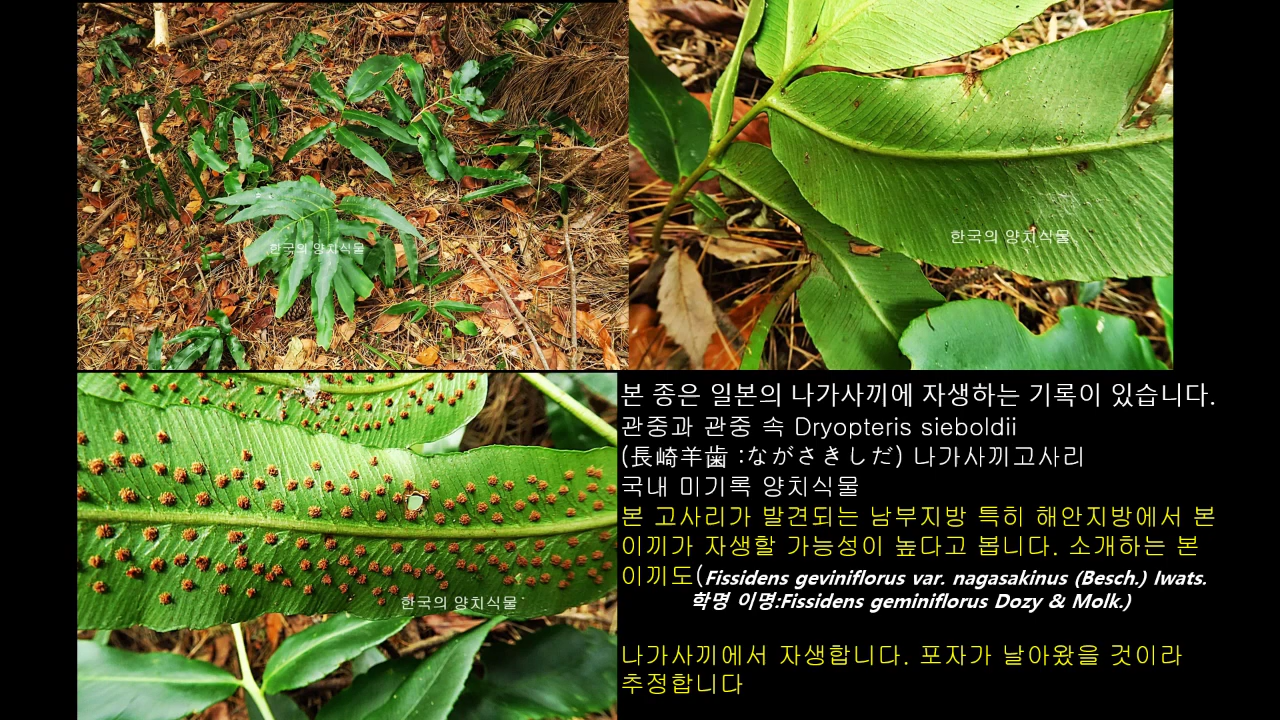 한국의 양치식물
한국의 양치식물
한국의 양치식물
본 종은 일본의 나가사끼에 자생하는 기록이 있습니다.
관중과 관중 속 Dryopteris sieboldii
(長崎羊歯 :ながさきしだ) 나가사끼고사리
국내 미기록 양치식물
본 고사리가 발견되는 남부지방 특히 해안지방에서 본
이끼가 자생할 가능성이 높다고 봅니다. 소개하는 본
이끼도(Fissidens geviniflorus var. nagasakinus (Besch.) Iwats.
학명 이명:Fissidens geminiflorus Dozy & Molk.)
나가사끼에서 자생합니다. 포자가 날아왔을 것이라
추정합니다